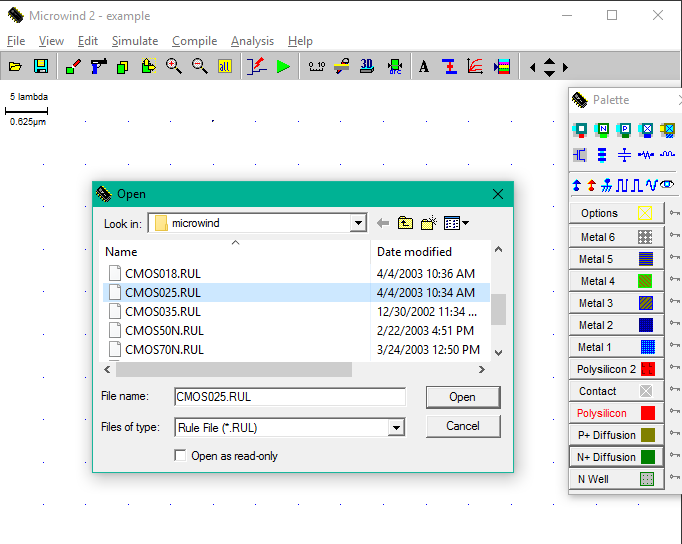 Microwind 2 - example
File View Edit Simulate Compile Analysis Help
all 0.10 3D A
5 lambda
0.625µm
Palette
N P
Open
Look in: microwind
Name Date modified
CMOS018.RUL 4/4/2003 10:36 AM
CMOS025.RUL 4/4/2003 10:34 AM
CMOS035.RUL 12/30/2002 11:34 ...
CMOS50N.RUL 2/22/2003 4:51 PM
CMOS70N.RUL 3/24/2003 12:50 PM
File name: CMOS025.RUL Open
Files of type: Rule File (*.RUL) Cancel
Open as read-only
Options
Metal 6
Metal 5
Metal 4
Metal 3
Metal 2
Metal 1
Polysilicon 2
Contact
Polysilicon
P+ Diffusion
N+ Diffusion
N Well